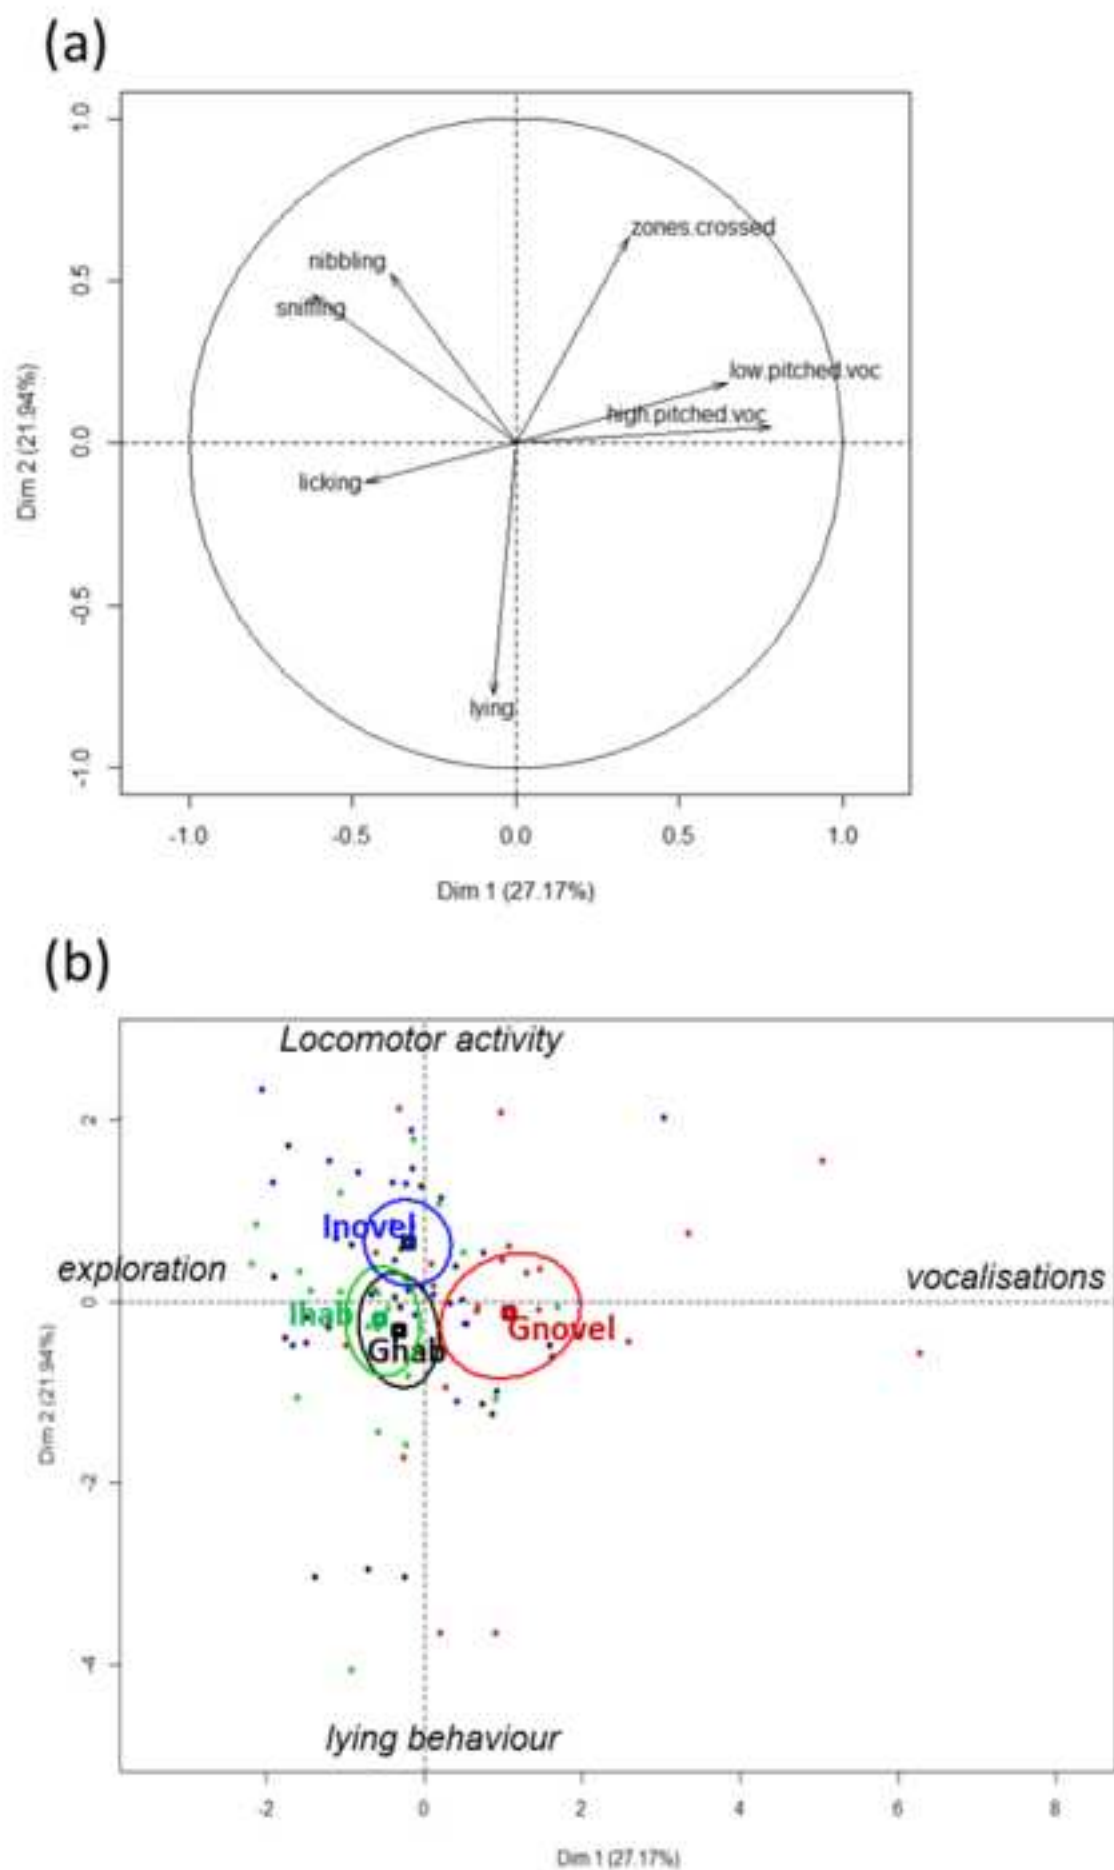 (a)
1.0
zones.crossed
nibbling
0.5
sniffing
low.pitched.voc
high.pitched.voc
0.0
Dim 2 (21.94%)
licking
-0.5
lying
-1.0
-1.0 -0.5 0.0 0.5 1.0
Dim 1 (27.17%)
(b)
Locomotor activity
2
Inovel
exploration
vocalisations
0
Ihab
Gnovel
Ghab
Dim 2 (21.94%)
-2
-4
lying behaviour
-2 0 2 4 6 8
Dim 1 (27.17%)